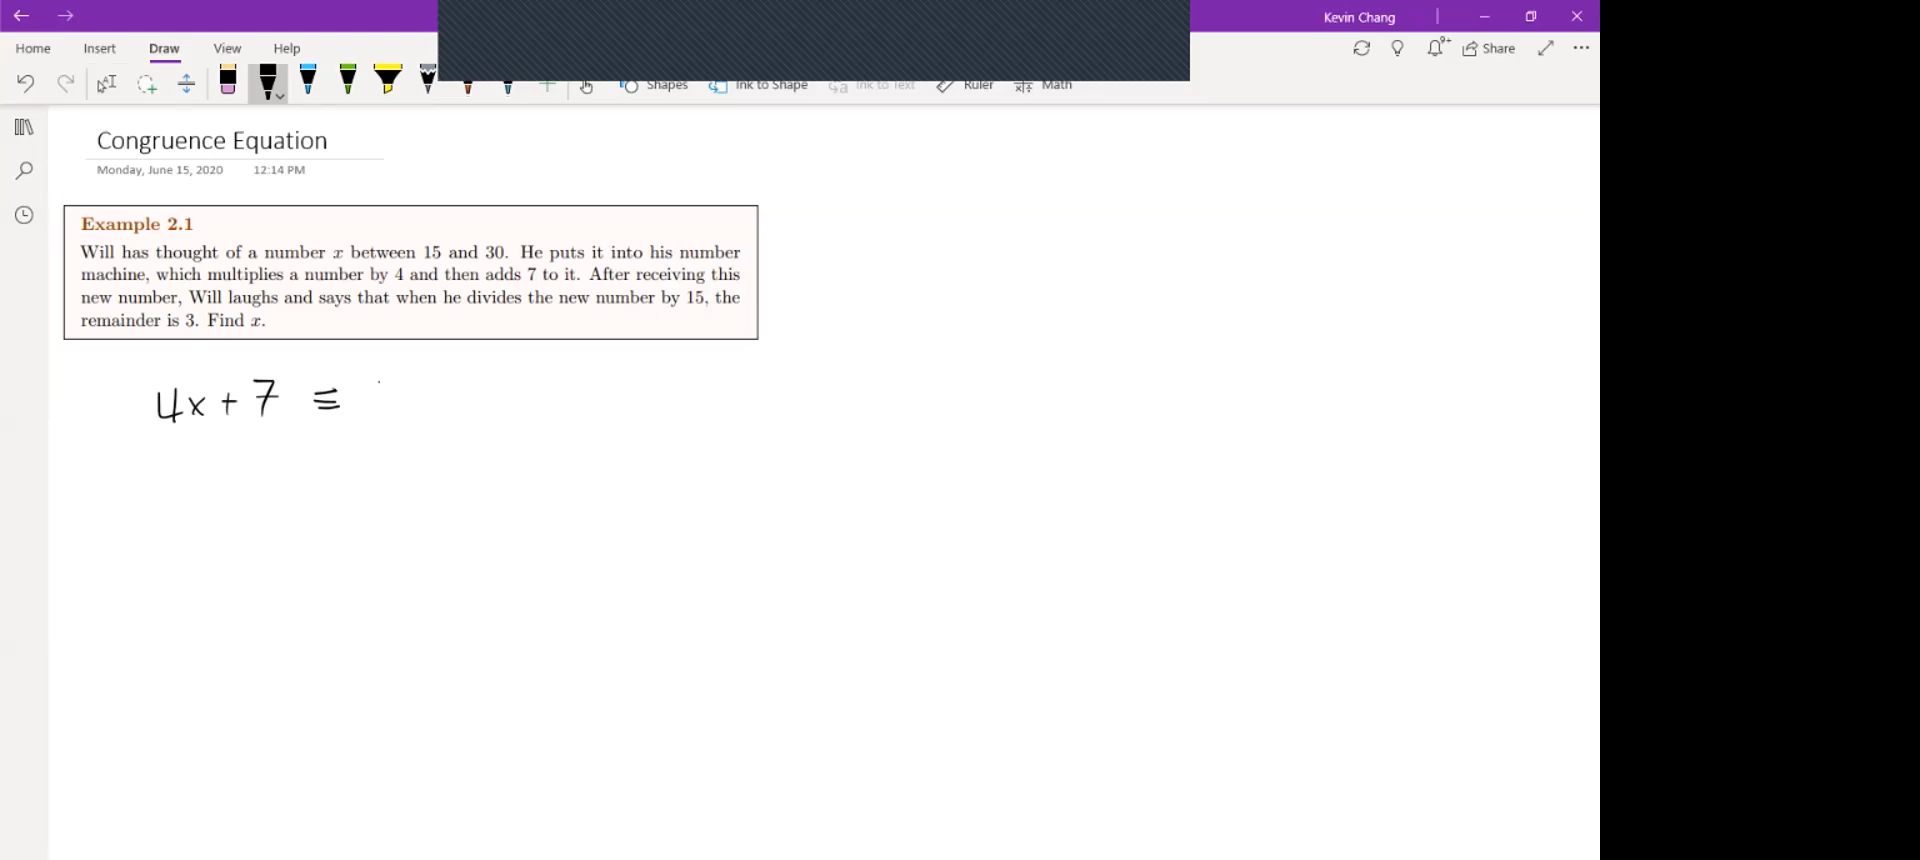 Kevin Chang
Home Insert Draw View Help
9+ Share
Shapes Ink to Shape Ink to Text Ruler Math
Congruence Equation
Monday, June 15, 2020 12:14 PM
Example 2.1
Will has thought of a number x between 15 and 30. He puts it into his number
machine, which multiplies a number by 4 and then adds 7 to it. After receiving this
new number, Will laughs and says that when he divides the new number by 15, the
remainder is 3. Find x.
4x + 7 ≡